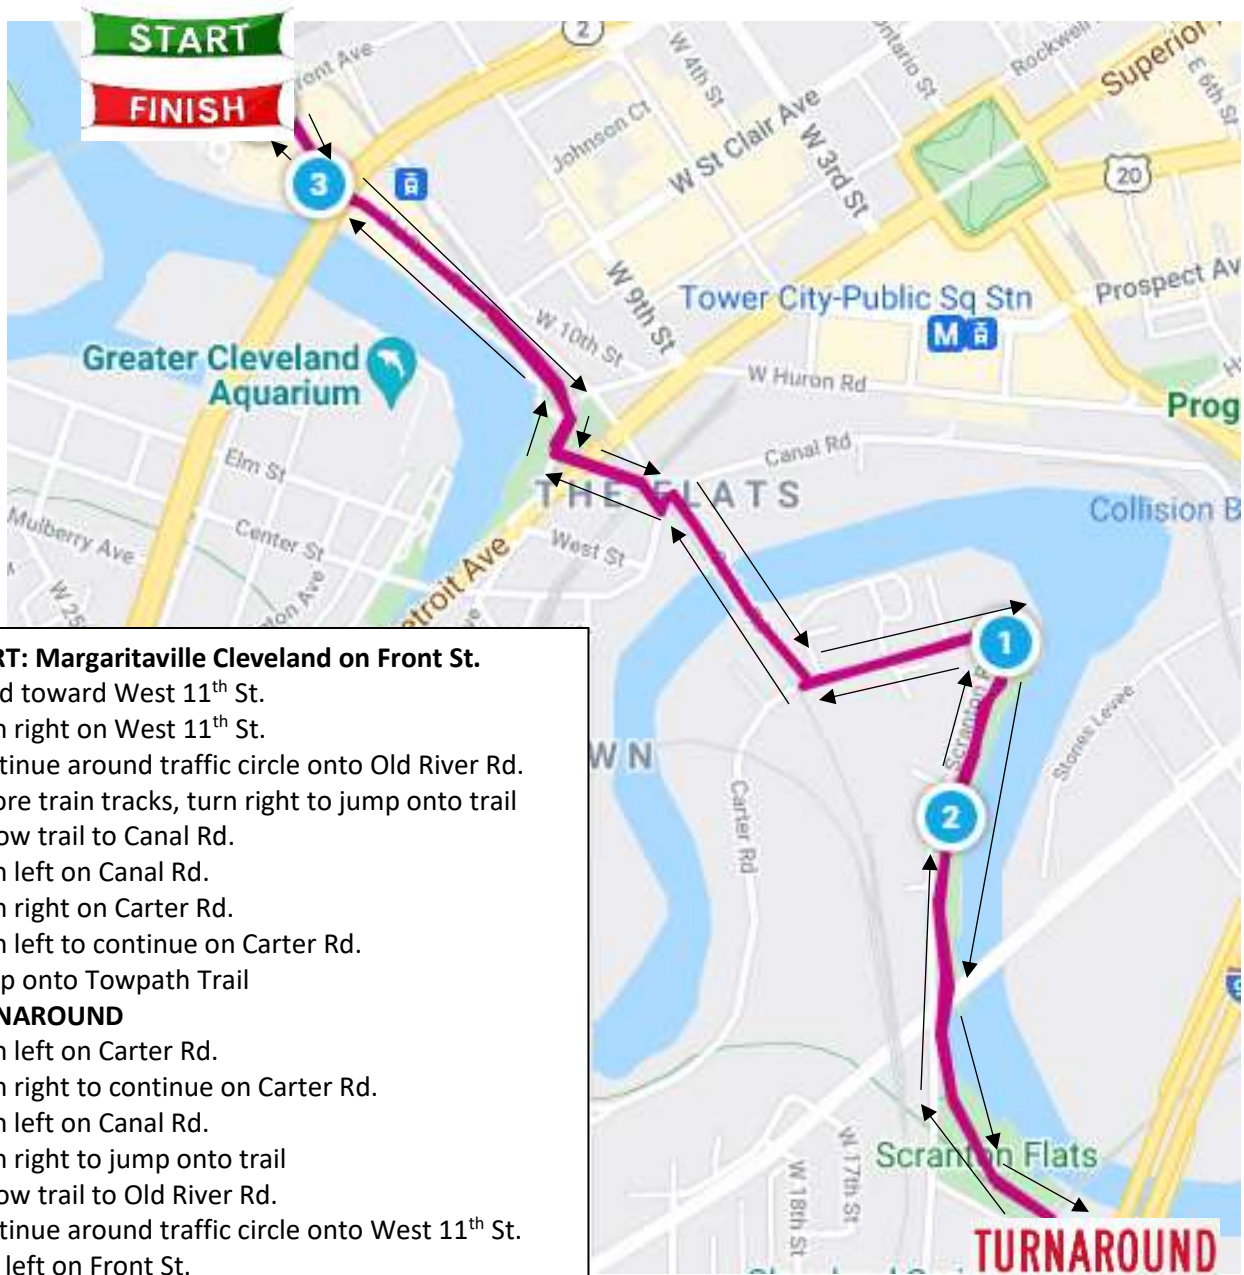 START
FINISH
ront Ave
2
W 4th St
Ontario St
Rockwell
Superior
E 6th St
Johnson Ct
W St Clair Ave
W 3rd St
20
3
W 9th St
Tower City-Public Sq Stn
M
Prospect Av
W 10th St
Greater Cleveland
Aquarium
W Huron Rd
Prog
Canal Rd
Elm St
THE FLATS
Collision B
Mulberry Ave
Center St
West St
etroit Ave
W 25
ton Ave
1
Scranton R
Stones Levee
WN
Carter Rd
2
9
RT: Margaritaville Cleveland on Front St.
d toward West 11th St.
n right on West 11th St.
tinue around traffic circle onto Old River Rd.
ore train tracks, turn right to jump onto trail
ow trail to Canal Rd.
n left on Canal Rd.
n right on Carter Rd.
n left to continue on Carter Rd.
p onto Towpath Trail
NAROUND
n left on Carter Rd.
n right to continue on Carter Rd.
n left on Canal Rd.
n right to jump onto trail
ow trail to Old River Rd.
tinue around traffic circle onto West 11th St.
left on Front St.
W 17th St
W 18th St
Scranton Flats
TURNAROUND